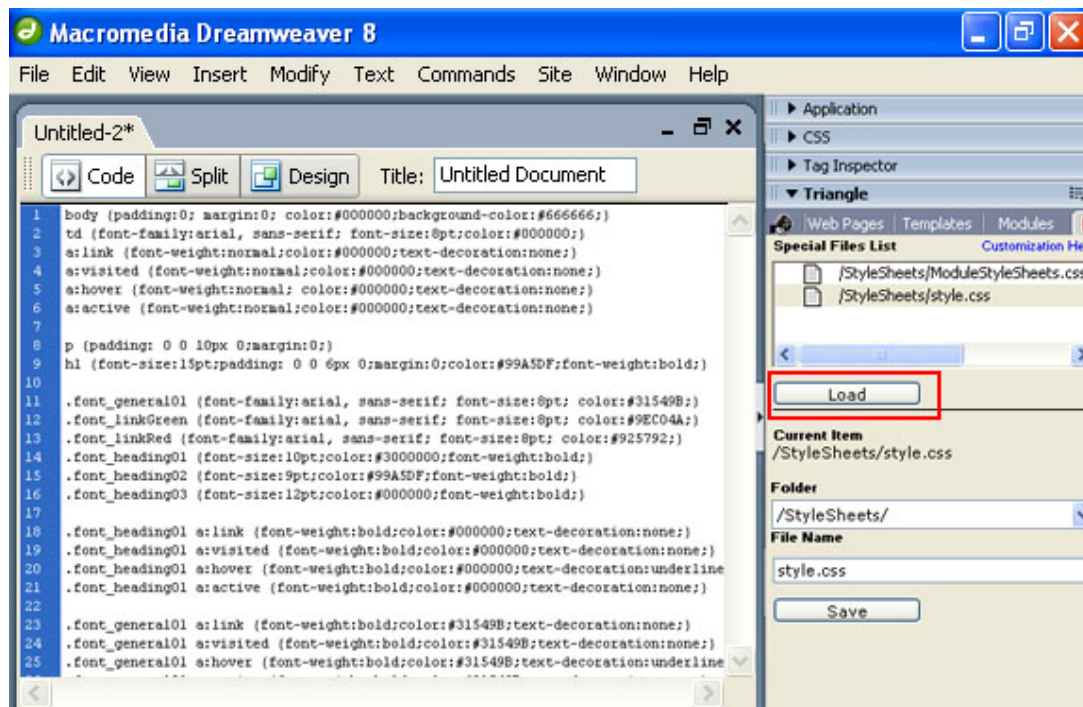 Macromedia Dreamweaver 8
File Edit View Insert Modify Text Commands Site Window Help
Untitled-2*
Code Split Design Title: Untitled Document
1 body {padding:0; margin:0; color:#000000;background-color:#666666;}
2 td {font-family:arial, sans-serif; font-size:8pt;color:#000000;}
3 a:link {font-weight:normal;color:#000000;text-decoration:none;}
4 a:visited {font-weight:normal;color:#000000;text-decoration:none;}
5 a:hover {font-weight:normal; color:#000000;text-decoration:none;}
6 a:active {font-weight:normal;color:#000000;text-decoration:none;}
7
8 p {padding: 0 0 10px 0;margin:0;}
9 h1 {font-size:15pt;padding: 0 0 6px 0;margin:0;color:#99A5DF;font-weight:bold;}
10
11 .font_general01 {font-family:arial, sans-serif; font-size:8pt; color:#31549B;}
12 .font_linkGreen {font-family:arial, sans-serif; font-size:8pt; color:#9EC04A;}
13 .font_linkRed {font-family:arial, sans-serif; font-size:8pt; color:#925792;}
14 .font_heading01 {font-size:10pt;color:#3000000;font-weight:bold;}
15 .font_heading02 {font-size:9pt;color:#99A5DF;font-weight:bold;}
16 .font_heading03 {font-size:12pt;color:#000000;font-weight:bold;}
17
18 .font_heading01 a:link {font-weight:bold;color:#000000;text-decoration:none;}
19 .font_heading01 a:visited {font-weight:bold;color:#000000;text-decoration:none;}
20 .font_heading01 a:hover {font-weight:bold;color:#000000;text-decoration:underline
21 .font_heading01 a:active {font-weight:bold;color:#000000;text-decoration:none;}
22
23 .font_general01 a:link {font-weight:bold;color:#31549B;text-decoration:none;}
24 .font_general01 a:visited {font-weight:bold;color:#31549B;text-decoration:none;}
25 .font_general01 a:hover {font-weight:bold;color:#31549B;text-decoration:underline
Application
CSS
Tag Inspector
Triangle
Web Pages Templates Modules
Special Files List Customization He
/StyleSheets/ModuleStyleSheets.css
/StyleSheets/style.css
Load
Current Item
/StyleSheets/style.css
Folder
/StyleSheets/
File Name
style.css
Save